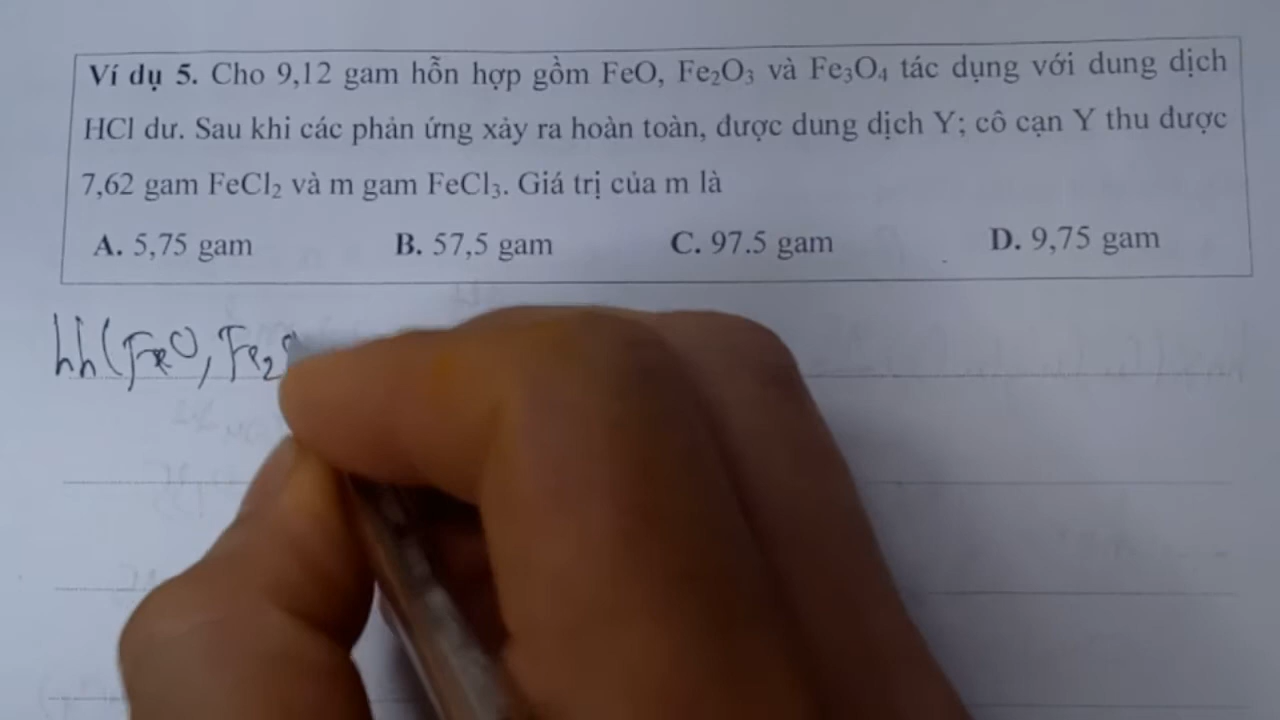 Ví dụ 5. Cho 9,12 gam hỗn hợp gồm FeO, Fe₂O₃ và Fe₃O₄ tác dụng với dung dịch
HCl dư. Sau khi các phản ứng xảy ra hoàn toàn, được dung dịch Y; cô cạn Y thu được
7,62 gam FeCl₂ và m gam FeCl₃. Giá trị của m là
A. 5,75 gam B. 57,5 gam C. 97.5 gam D. 9,75 gam
hh(FeO, Fe₂